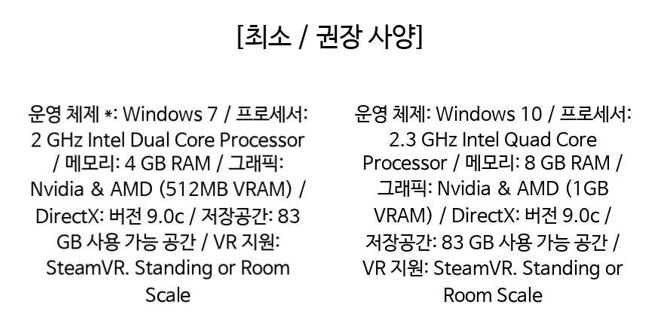 [최소 / 권장 사양]
운영 체제 *: Windows 7 / 프로세서:
2 GHz Intel Dual Core Processor
/ 메모리: 4 GB RAM / 그래픽:
Nvidia & AMD (512MB VRAM) /
DirectX: 버전 9.0c / 저장공간: 83
GB 사용 가능 공간 / VR 지원:
SteamVR. Standing or Room
Scale
운영 체제: Windows 10 / 프로세서:
2.3 GHz Intel Quad Core
Processor / 메모리: 8 GB RAM /
그래픽: Nvidia & AMD (1GB
VRAM) / DirectX: 버전 9.0c /
저장공간: 83 GB 사용 가능 공간 /
VR 지원: SteamVR. Standing or
Room Scale